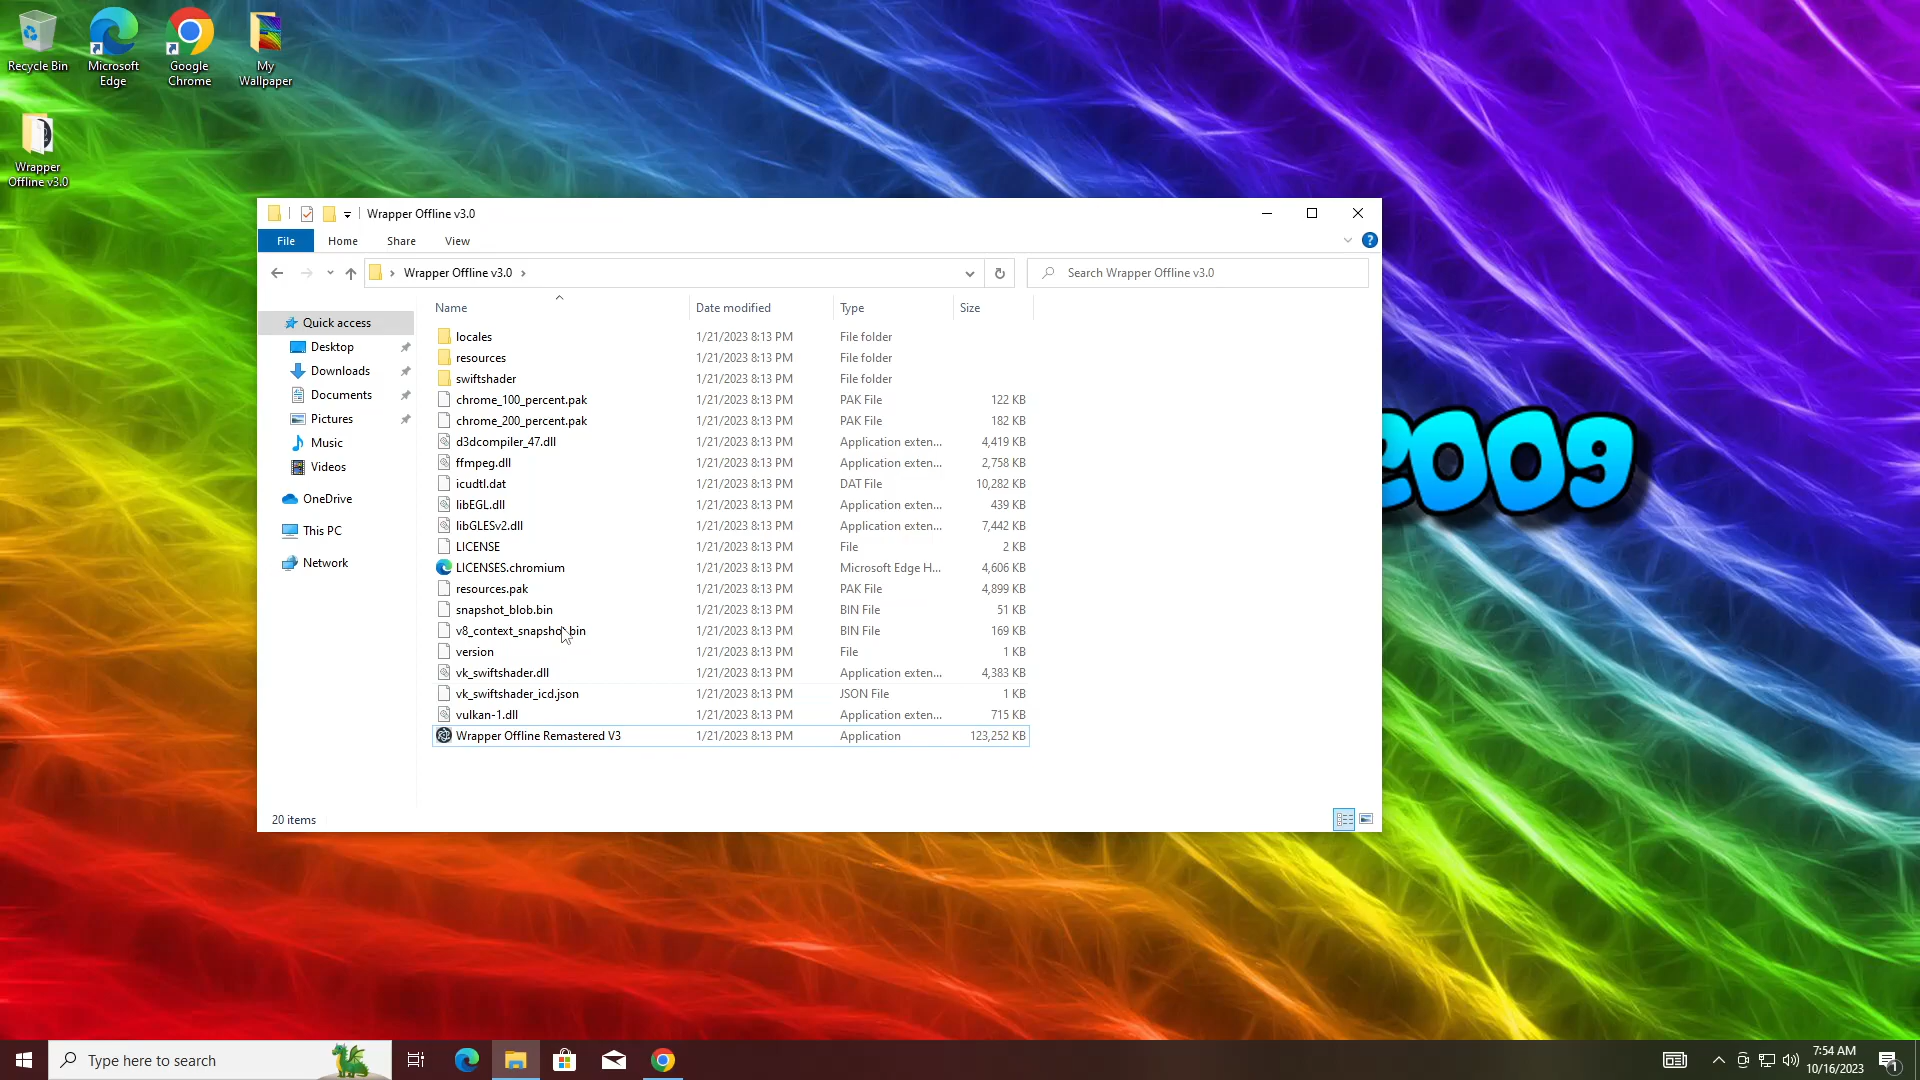 Recycle Bin
Microsoft Edge
Google Chrome
My Wallpaper
Wrapper Offline v3.0
Wrapper Offline v3.0
File Home Share View
Wrapper Offline v3.0
Search Wrapper Offline v3.0
Quick access
Desktop
Downloads
Documents
Pictures
Music
Videos
OneDrive
This PC
Network
Name Date modified Type Size
locales 1/21/2023 8:13 PM File folder
resources 1/21/2023 8:13 PM File folder
swiftshader 1/21/2023 8:13 PM File folder
chrome_100_percent.pak 1/21/2023 8:13 PM PAK File 122 KB
chrome_200_percent.pak 1/21/2023 8:13 PM PAK File 182 KB
d3dcompiler_47.dll 1/21/2023 8:13 PM Application exten... 4,419 KB
ffmpeg.dll 1/21/2023 8:13 PM Application exten... 2,758 KB
icudtl.dat 1/21/2023 8:13 PM DAT File 10,282 KB
libEGL.dll 1/21/2023 8:13 PM Application exten... 439 KB
libGLESv2.dll 1/21/2023 8:13 PM Application exten... 7,442 KB
LICENSE 1/21/2023 8:13 PM File 2 KB
LICENSES.chromium 1/21/2023 8:13 PM Microsoft Edge H... 4,606 KB
resources.pak 1/21/2023 8:13 PM PAK File 4,899 KB
snapshot_blob.bin 1/21/2023 8:13 PM BIN File 51 KB
v8_context_snapshot.bin 1/21/2023 8:13 PM BIN File 169 KB
version 1/21/2023 8:13 PM File 1 KB
vk_swiftshader.dll 1/21/2023 8:13 PM Application exten... 4,383 KB
vk_swiftshader_icd.json 1/21/2023 8:13 PM JSON File 1 KB
vulkan-1.dll 1/21/2023 8:13 PM Application exten... 715 KB
Wrapper Offline Remastered V3 1/21/2023 8:13 PM Application 123,252 KB
20 items
2009
Type here to search
7:54 AM
10/16/2023
1